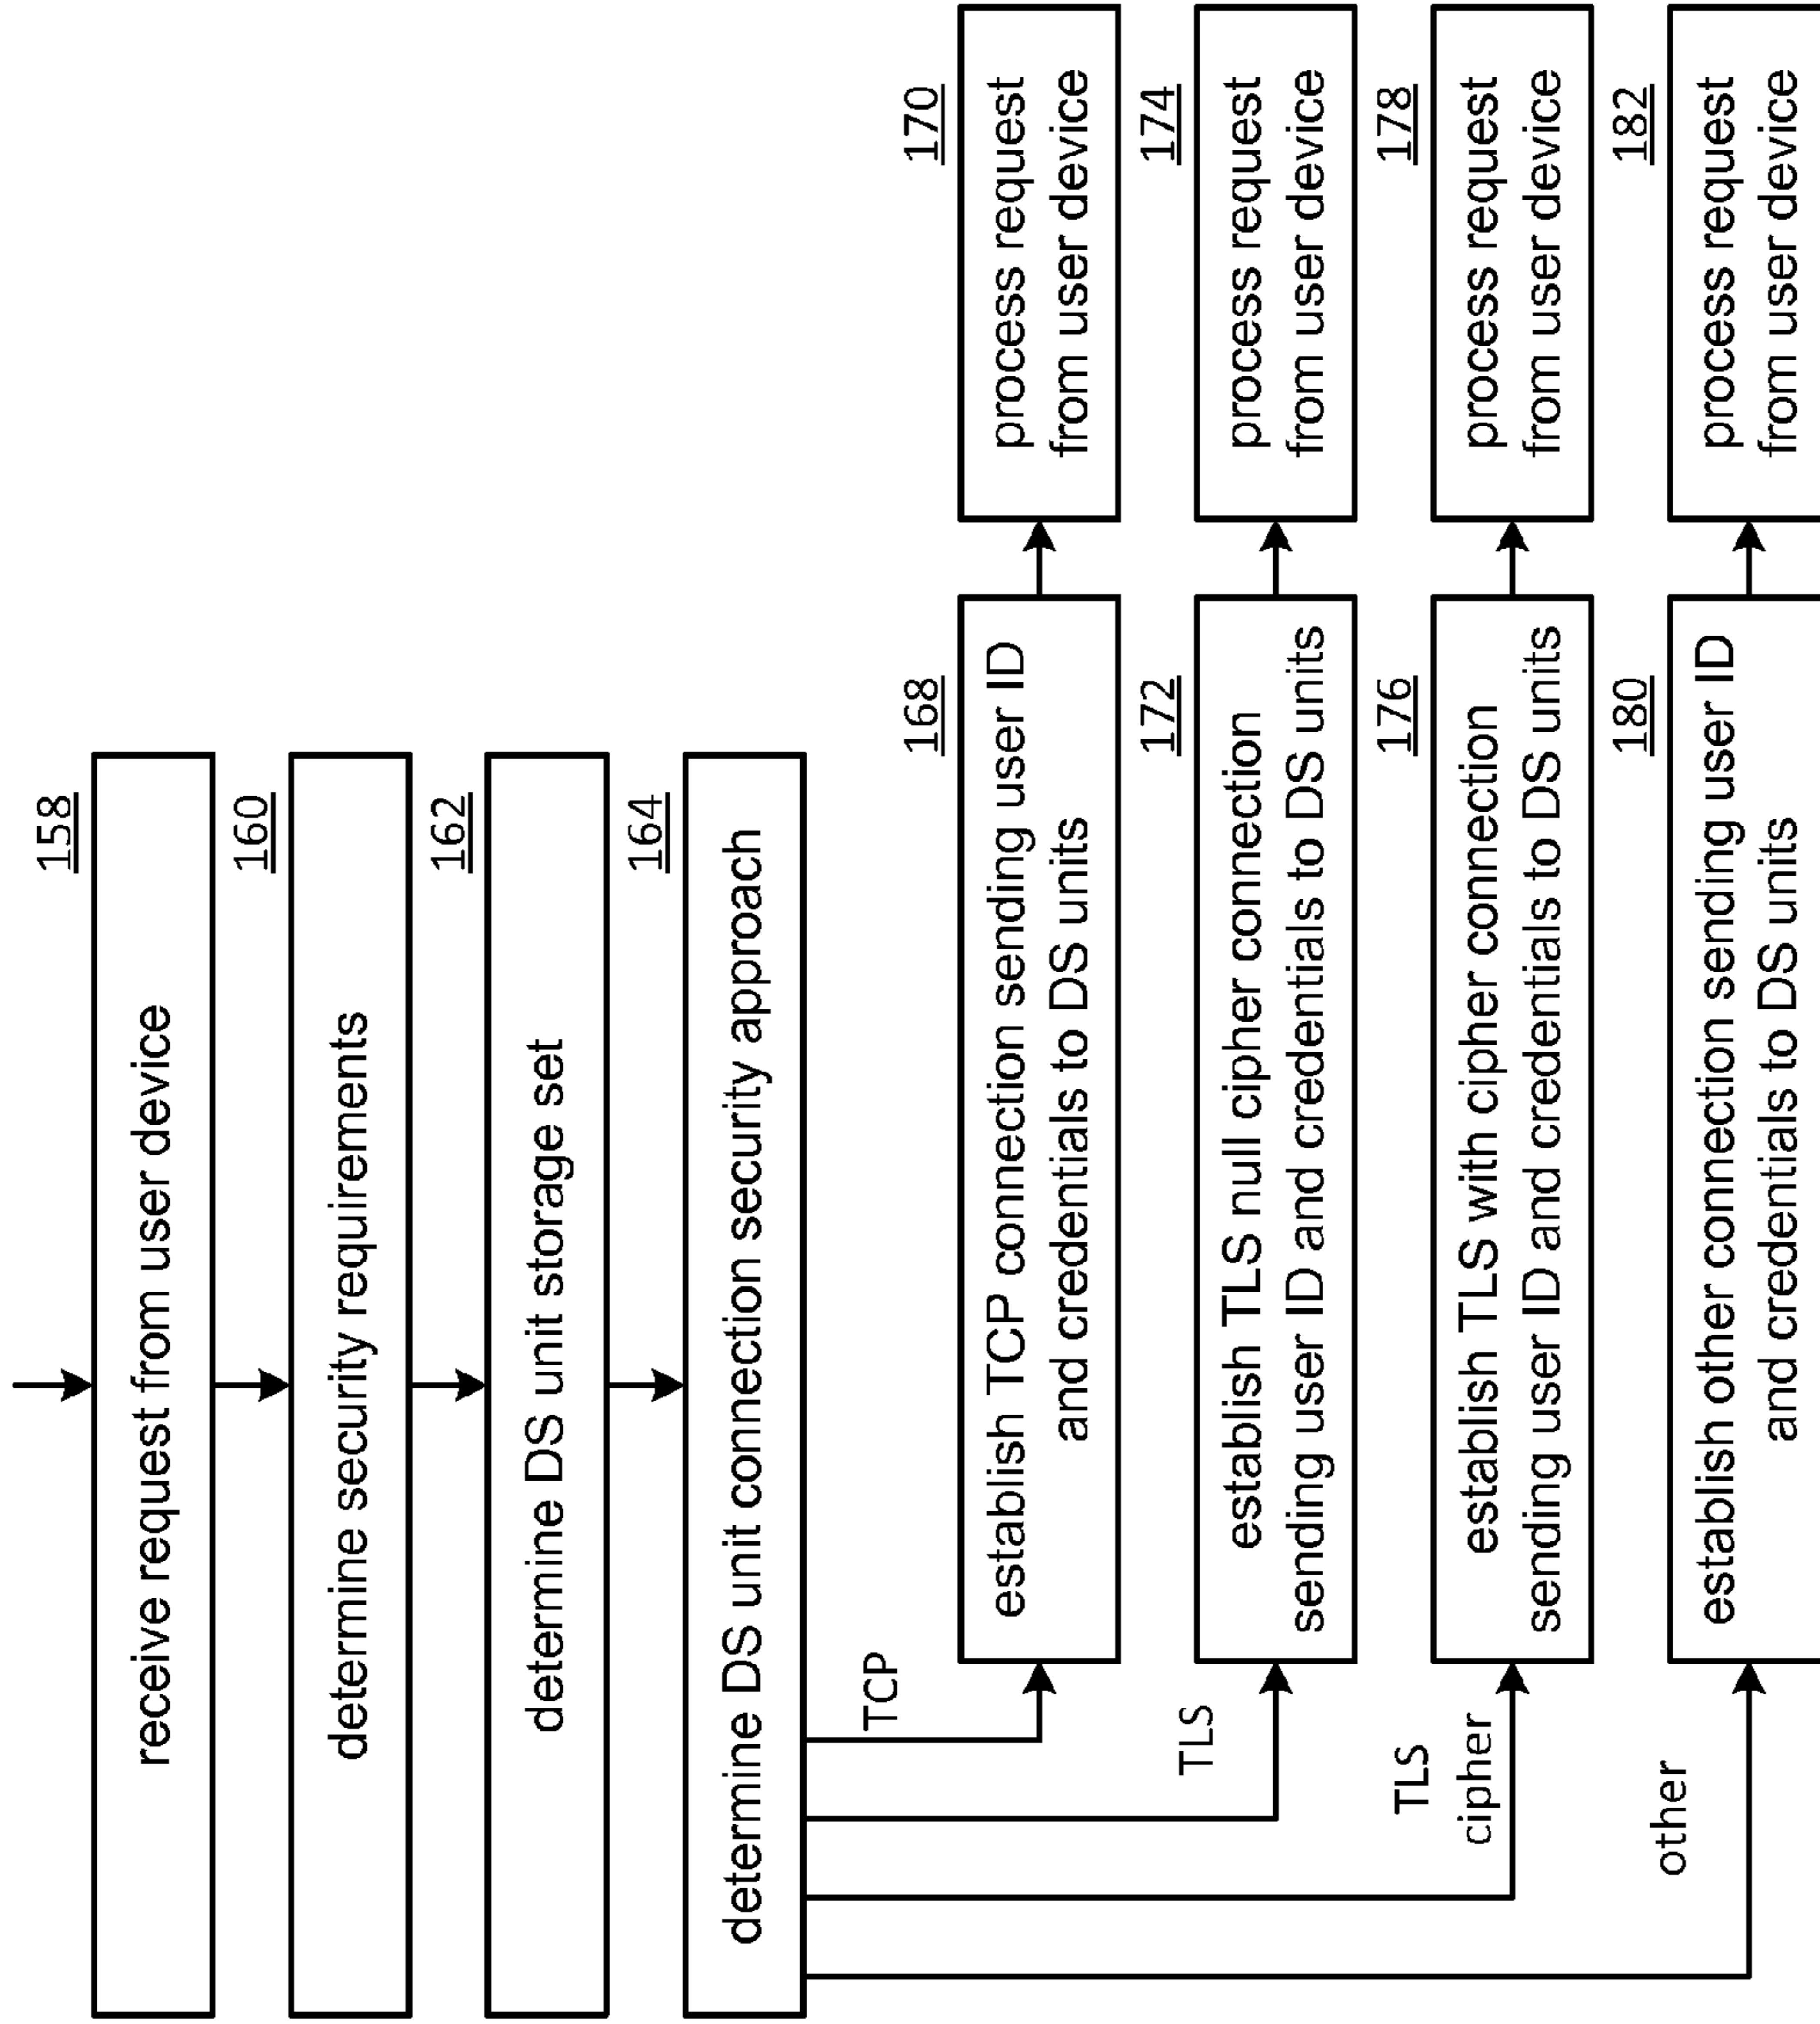 158
receive request from user device
160
determine security requirements
162
determine DS unit storage set
164
determine DS unit connection security approach
TCP
168
establish TCP connection sending user ID
and credentials to DS units
170
process request
from user device
TLS
172
establish TLS null cipher connection
sending user ID and credentials to DS units
174
process request
from user device
TLS
cipher
176
establish TLS with cipher connection
sending user ID and credentials to DS units
178
process request
from user device
other
180
establish other connection sending user ID
and credentials to DS units
182
process request
from user device